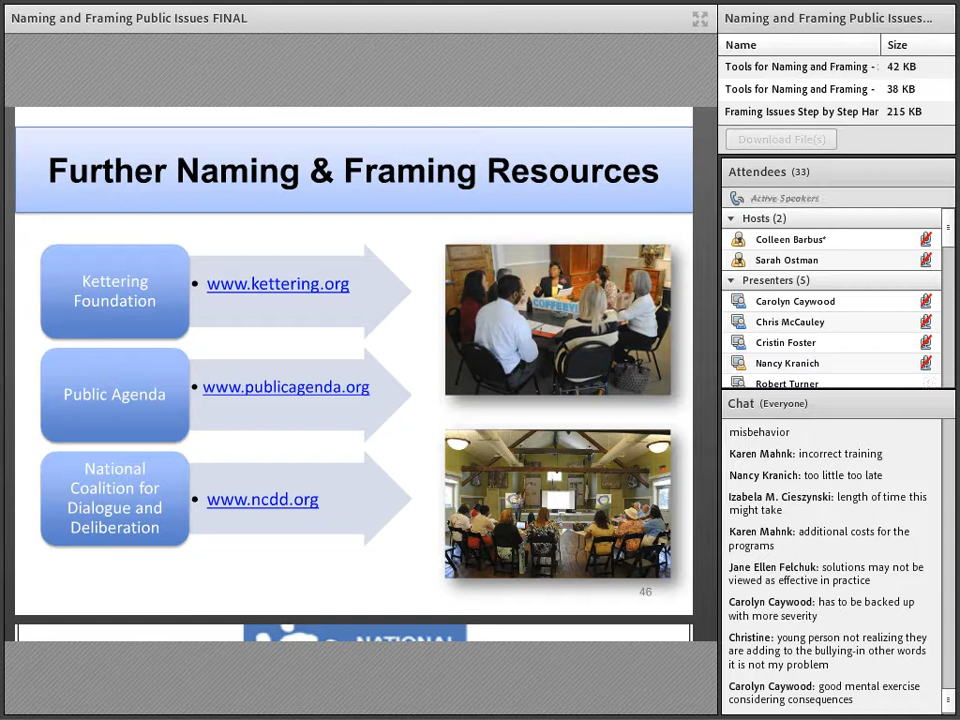 Naming and Framing Public Issues FINAL
Further Naming & Framing Resources
Kettering
Foundation
• www.kettering.org
Public Agenda
• www.publicagenda.org
National
Coalition for
Dialogue and
Deliberation
• www.ncdd.org
46
NATIONAL
Naming and Framing Public Issues...
Name Size
Tools for Naming and Framing - 42 KB
Tools for Naming and Framing - 38 KB
Framing Issues Step by Step Har 215 KB
Download File(s)
Attendees (33)
Active Speakers
Hosts (2)
Colleen Barbus*
Sarah Ostman
Presenters (5)
Carolyn Caywood
Chris McCauley
Cristin Foster
Nancy Kranich
Robert Turner
Chat (Everyone)
misbehavior
Karen Mahnk: incorrect training
Nancy Kranich: too little too late
Izabela M. Cieszynski: length of time this
might take
Karen Mahnk: additional costs for the
programs
Jane Ellen Felchuk: solutions may not be
viewed as effective in practice
Carolyn Caywood: has to be backed up
with more severity
Christine: young person not realizing they
are adding to the bullying-in other words
it is not my problem
Carolyn Caywood: good mental exercise
considering consequences